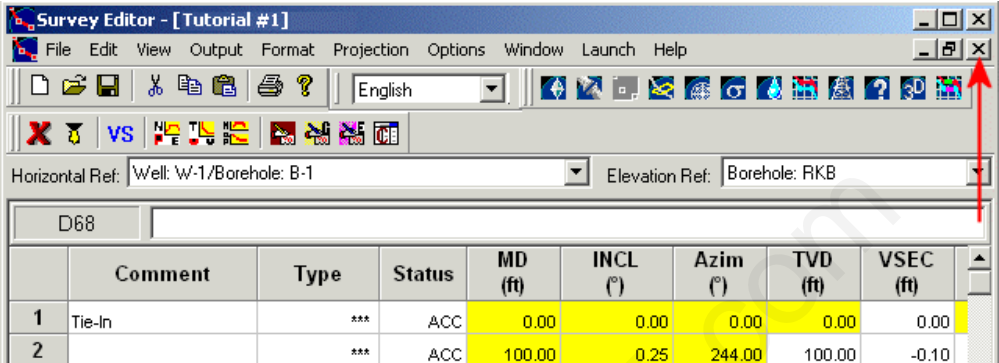 Survey Editor - [Tutorial #1]
File Edit View Output Format Projection Options Window Launch Help
English
VS
Horizontal Ref: Well: W-1/Borehole: B-1 Elevation Ref: Borehole: RKB
D68
Comment Type Status MD (ft) INCL (°) Azim (°) TVD (ft) VSEC (ft)
1 Tie-In *** ACC 0.00 0.00 0.00 0.00 0.00
2 *** ACC 100.00 0.25 244.00 100.00 -0.10
com